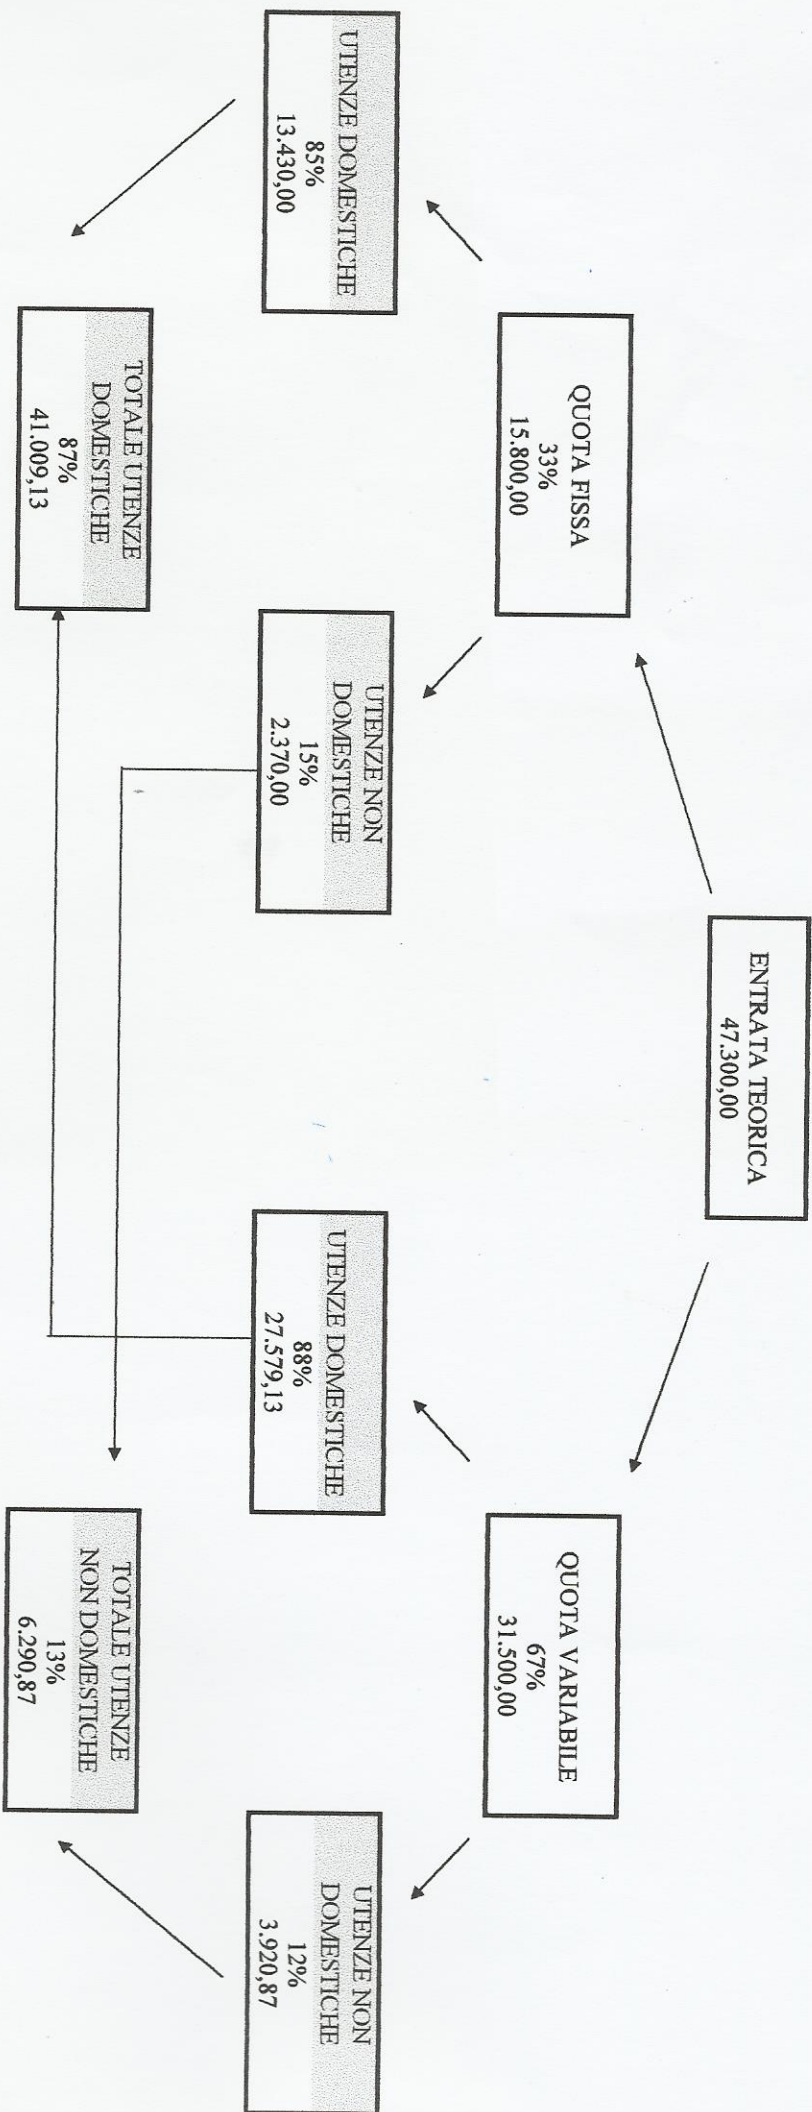 ENTRATA TEORICA
47.300,00
QUOTA FISSA
33%
15.800,00
QUOTA VARIABILE
67%
31.500,00
UTENZE DOMESTICHE
85%
13.430,00
UTENZE NON
DOMESTICHE
15%
2.370,00
UTENZE DOMESTICHE
88%
27.579,13
UTENZE NON
DOMESTICHE
12%
3.920,87
TOTALE UTENZE
DOMESTICHE
87%
41.009,13
TOTALE UTENZE
NON DOMESTICHE
13%
6.290,87